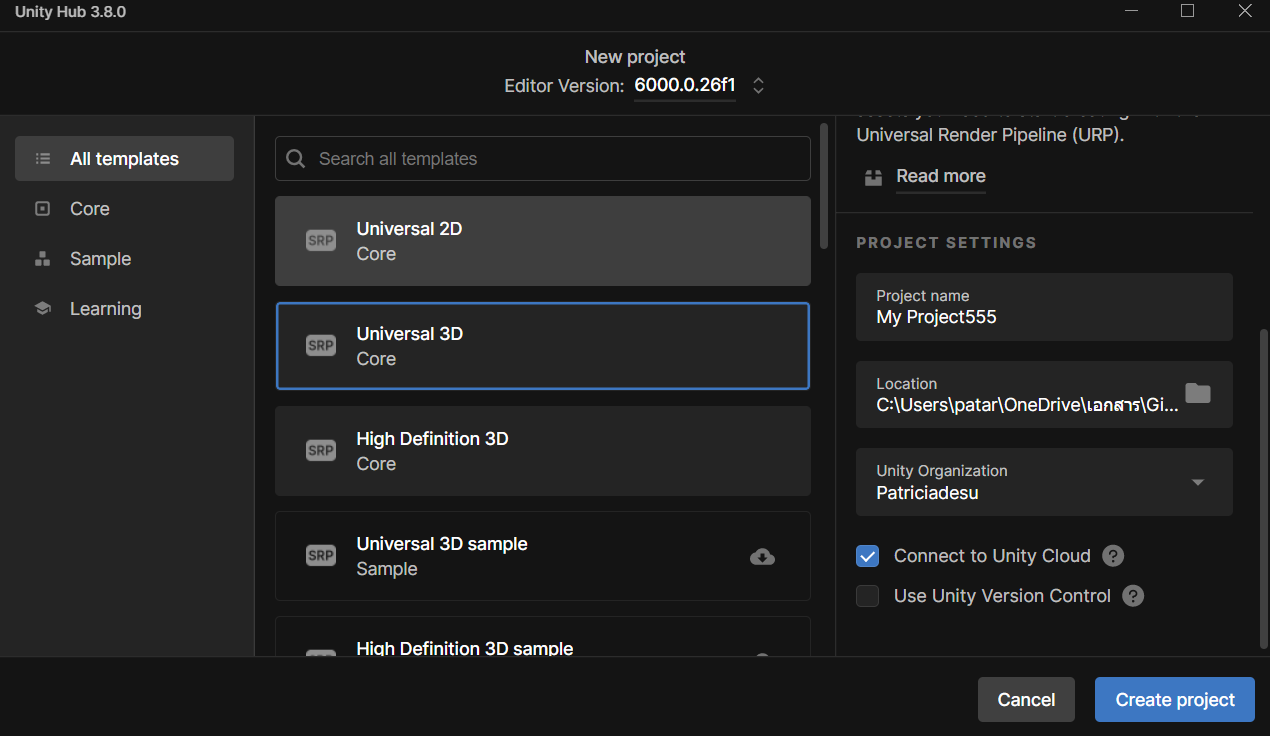 Unity Hub 3.8.0
New project
Editor Version: 6000.0.26f1
All templates
Core
Sample
Learning
Search all templates
SRP
Universal 2D
Core
SRP
Universal 3D
Core
SRP
High Definition 3D
Core
SRP
Universal 3D sample
Sample
High Definition 3D sample
Universal Render Pipeline (URP).
Read more
PROJECT SETTINGS
Project name
My Project555
Location
C:\Users\patar\OneDrive\เอกสาร\Gi...
Unity Organization
Patriciadesu
Connect to Unity Cloud ?
Use Unity Version Control ?
Cancel
Create project